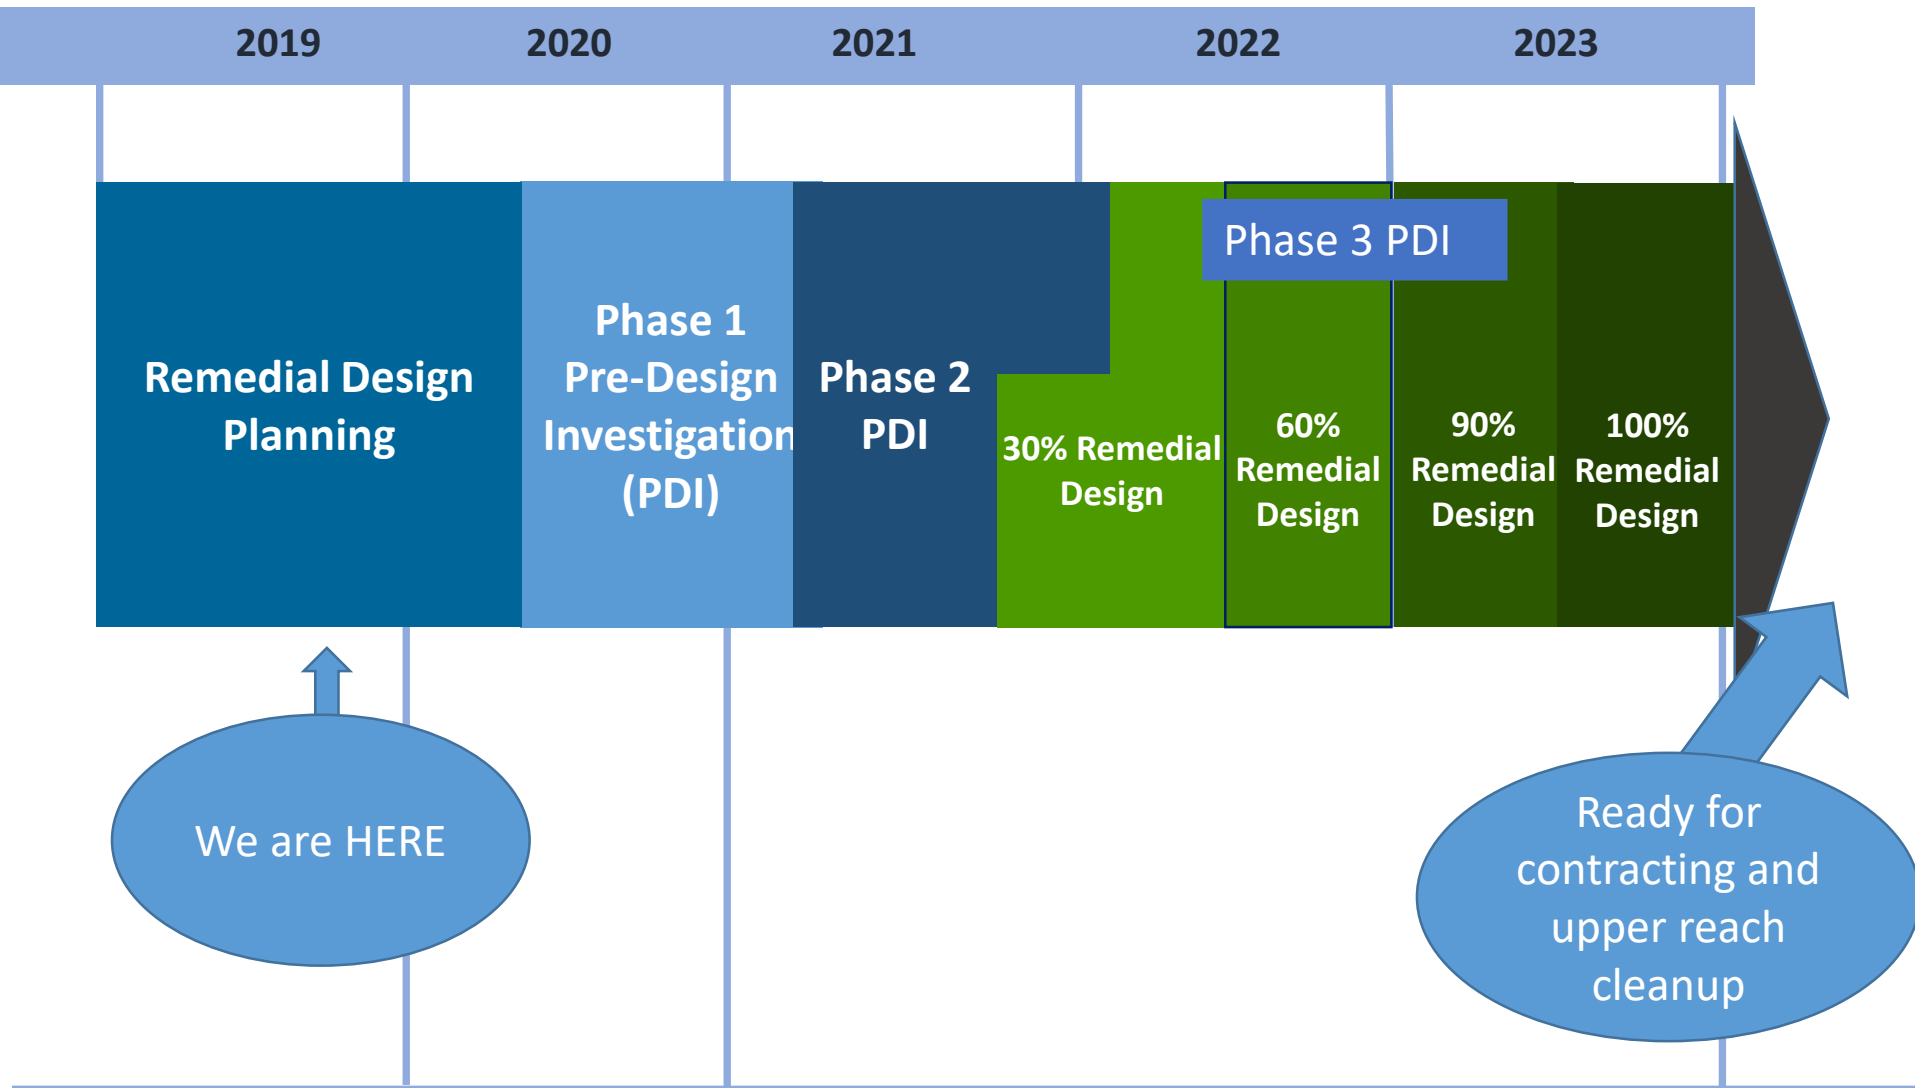 2019
2020
2021
2022
2023
Remedial Design
Planning
Phase 1
Pre-Design
Investigation
(PDI)
Phase 2
PDI
Phase 3 PDI
30% Remedial
Design
60%
Remedial
Design
90%
Remedial
Design
100%
Remedial
Design
We are HERE
Ready for
contracting and
upper reach
cleanup